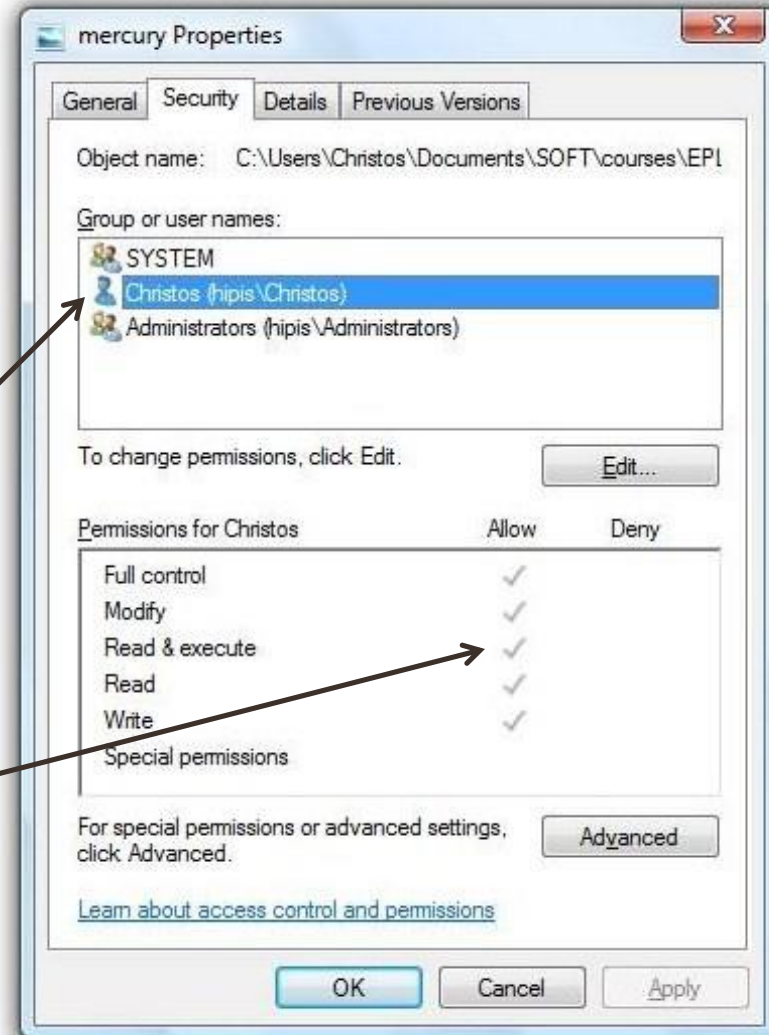 mercury Properties
General Security Details Previous Versions
Object name: C:\Users\Christos\Documents\SOFT\courses\EPL
Group or user names:
SYSTEM
Christos (hipis\Christos)
Administrators (hipis\Administrators)
To change permissions, click Edit.
Edit...
Permissions for Christos Allow Deny
Full control
Modify
Read & execute
Read
Write
Special permissions
For special permissions or advanced settings,
click Advanced.
Advanced
Learn about access control and permissions
OK Cancel Apply